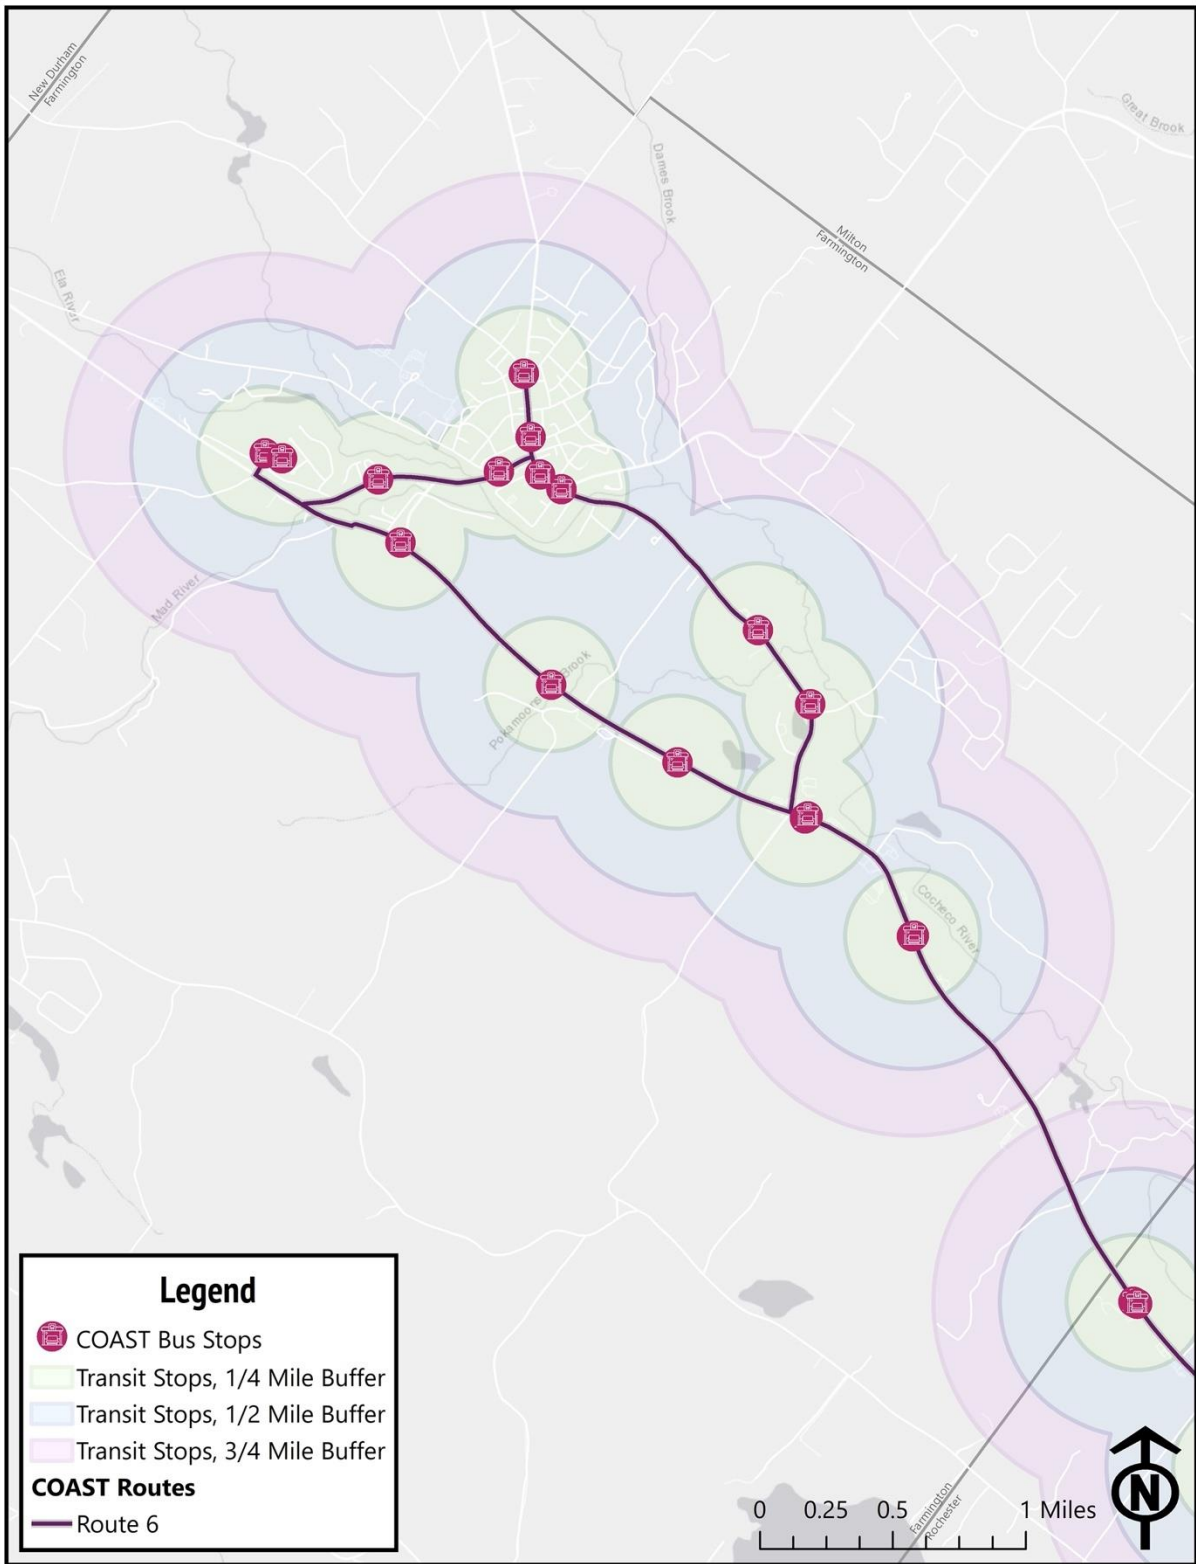 New Durham
Farmington
Great Brook
Dames Brook
Milton
Farmington
Ela River
Mad River
Pokamoonshine Brook
Cocheco River
Legend
COAST Bus Stops
Transit Stops, 1/4 Mile Buffer
Transit Stops, 1/2 Mile Buffer
Transit Stops, 3/4 Mile Buffer
COAST Routes
Route 6
0 0.25 0.5 1 Miles
Farmington
Rochester
N